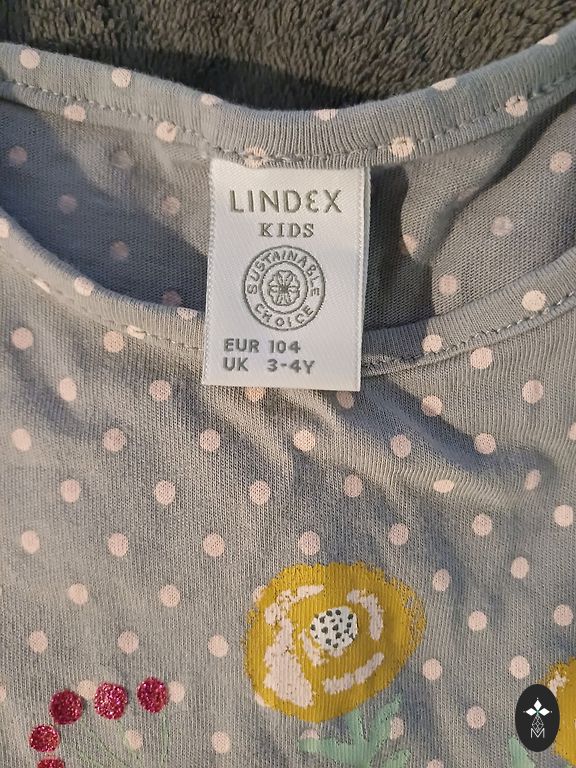 LINDEX
KIDS
SUSTAINABLE
CHOICE
EUR 104
UK 3-4Y
M